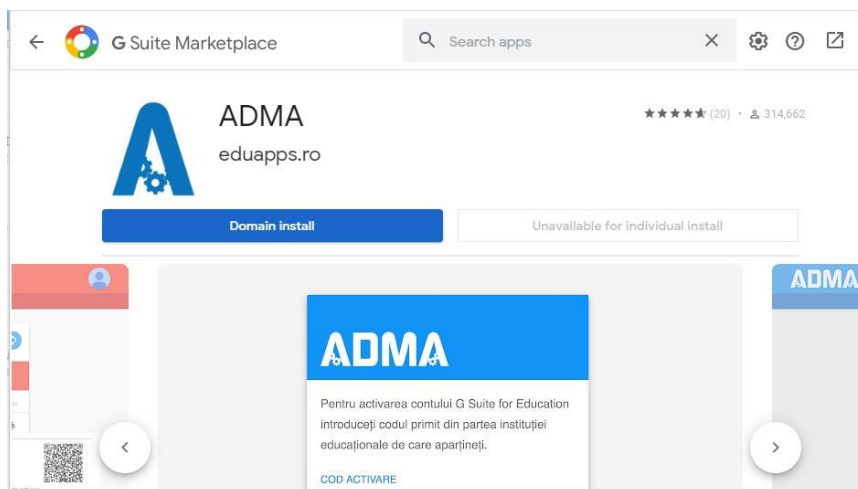 G Suite Marketplace
Search apps
ADMA
eduapps.ro
(20)
314,662
Domain install
Unavailable for individual install
ADMA
ADMA
Pentru activarea contului G Suite for Education
introduceți codul primit din partea instituției
educaționale de care aparțineți.
COD ACTIVARE